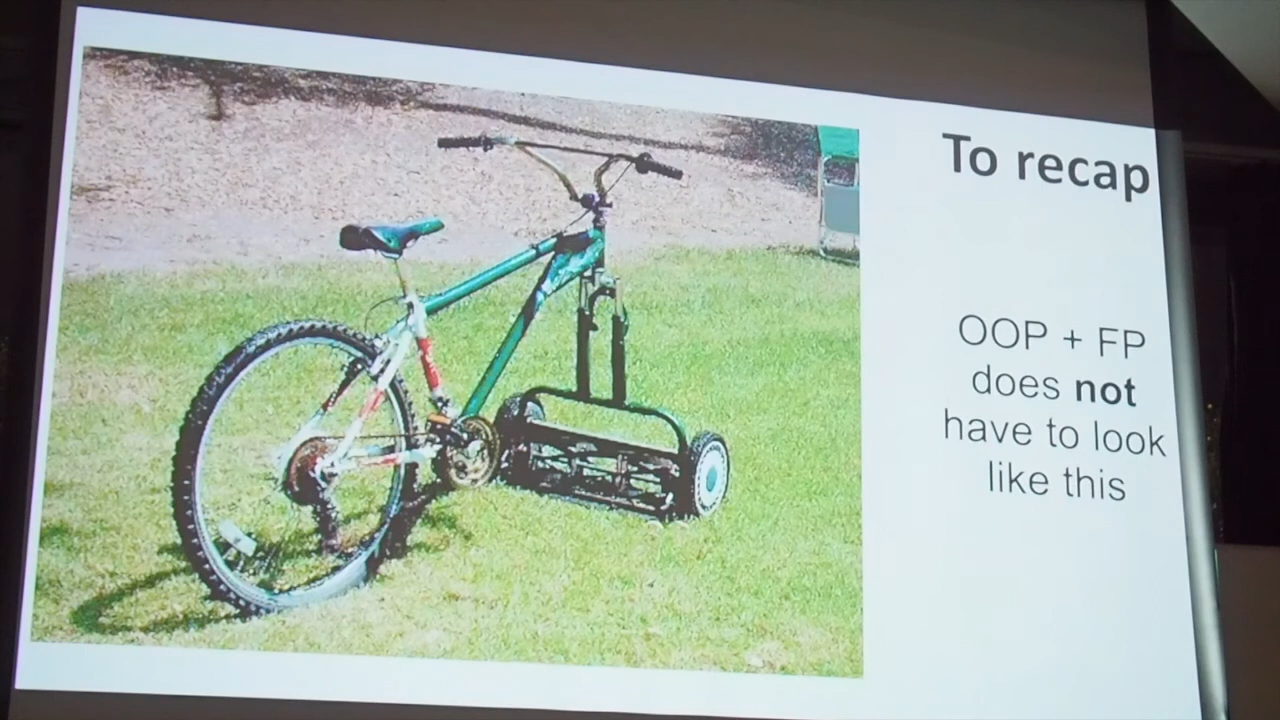 To recap
OOP + FP
does not
have to look
like this